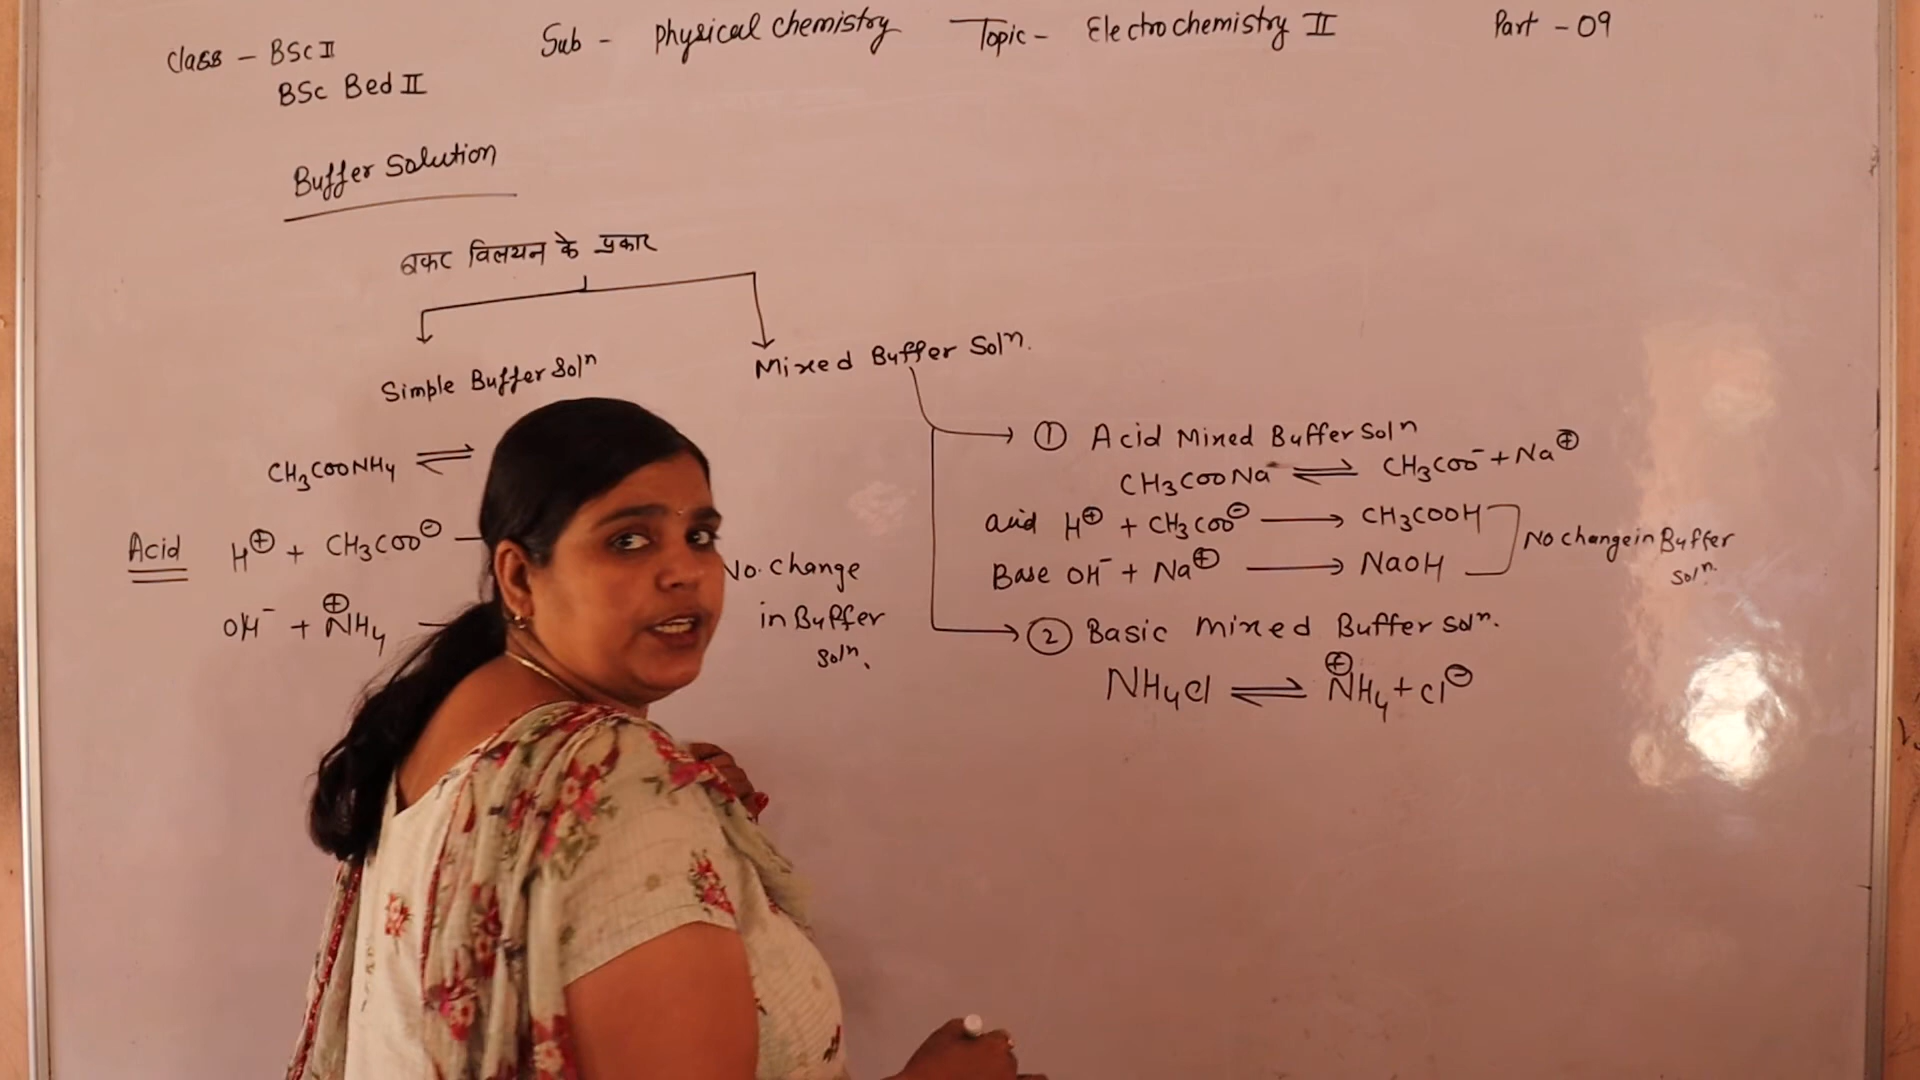 Class - BSc II
BSc Bed II
Sub - Physical Chemistry
Topic - Electrochemistry II
Part - 09
Buffer Solution
बफर विलयन के प्रकार
Simple Buffer Solⁿ
CH₃COONH₄ ⇌
Acid H⊕ + CH₃COO⊖
OH⁻ + N⊕H₄
No. Change
in Buffer
Solⁿ.
Mixed Buffer Solⁿ.
① Acid Mixed Buffer Solⁿ
CH₃COONa ⇌ CH₃COO⁻ + Na⊕
acid H⊕ + CH₃COO⊖ ⟶ CH₃COOH
Base OH⁻ + Na⊕ ⟶ NaOH
No change in Buffer
Solⁿ.
② Basic Mixed Buffer Solⁿ.
NH₄Cl ⇌ N⊕H₄ + Cl⊖